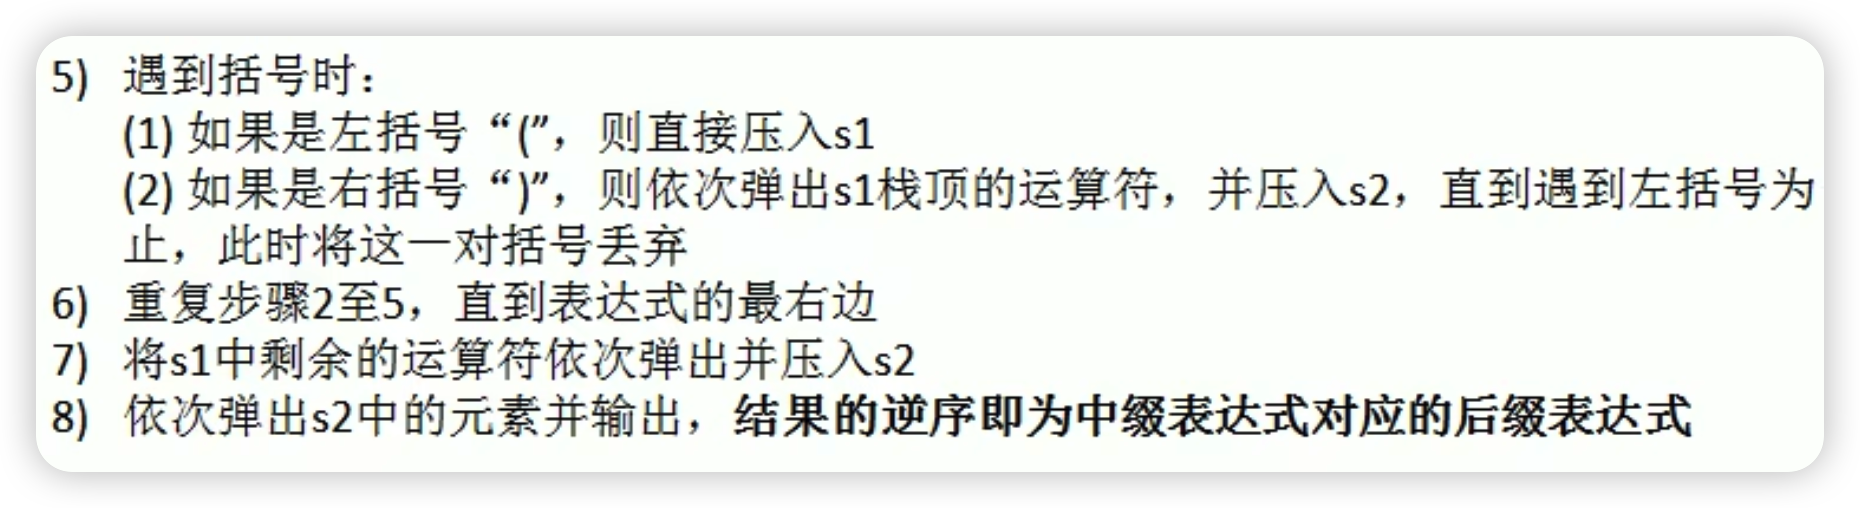 5) 遇到括号时：
(1) 如果是左括号“(”，则直接压入s1
(2) 如果是右括号“)”，则依次弹出s1栈顶的运算符，并压入s2，直到遇到左括号为
止，此时将这一对括号丢弃
6) 重复步骤2至5，直到表达式的最右边
7) 将s1中剩余的运算符依次弹出并压入s2
8) 依次弹出s2中的元素并输出，结果的逆序即为中缀表达式对应的后缀表达式